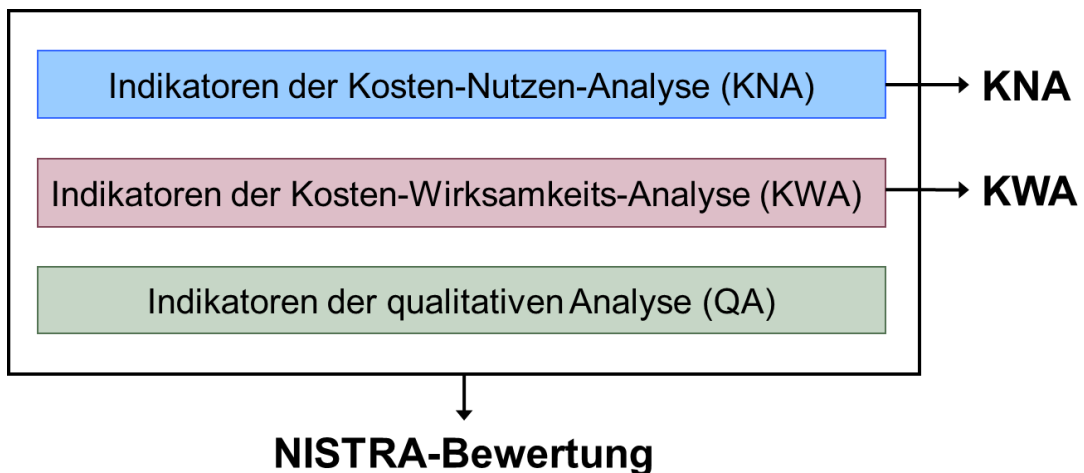 Indikatoren der Kosten-Nutzen-Analyse (KNA)
KNA
Indikatoren der Kosten-Wirksamkeits-Analyse (KWA)
KWA
Indikatoren der qualitativen Analyse (QA)
NISTRA-Bewertung